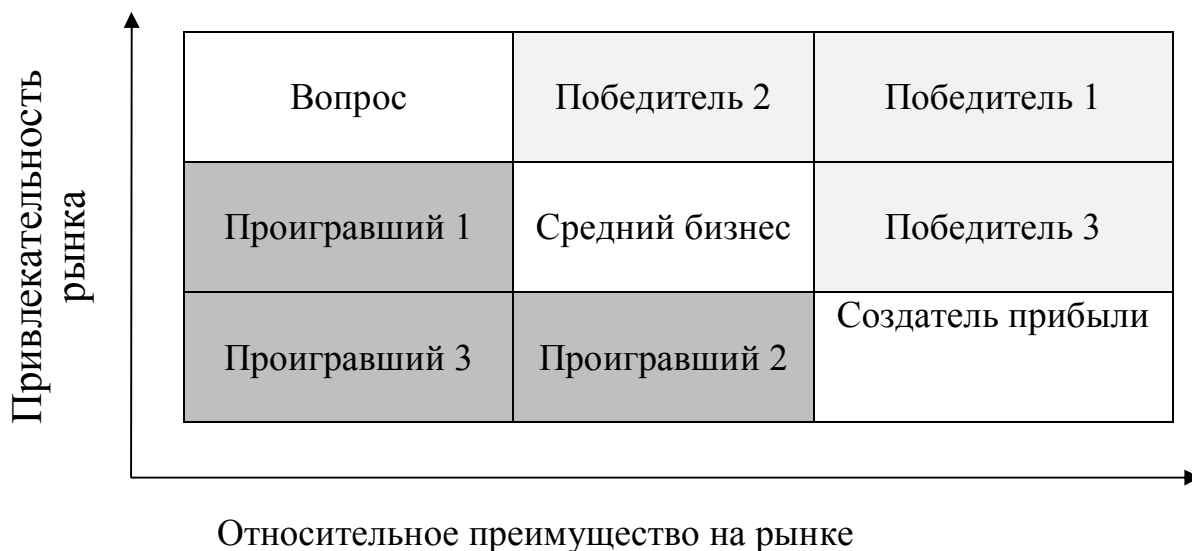 Привлекательность
рынка
Вопрос
Победитель 2
Победитель 1
Проигравший 1
Средний бизнес
Победитель 3
Проигравший 3
Проигравший 2
Создатель прибыли
Относительное преимущество на рынке